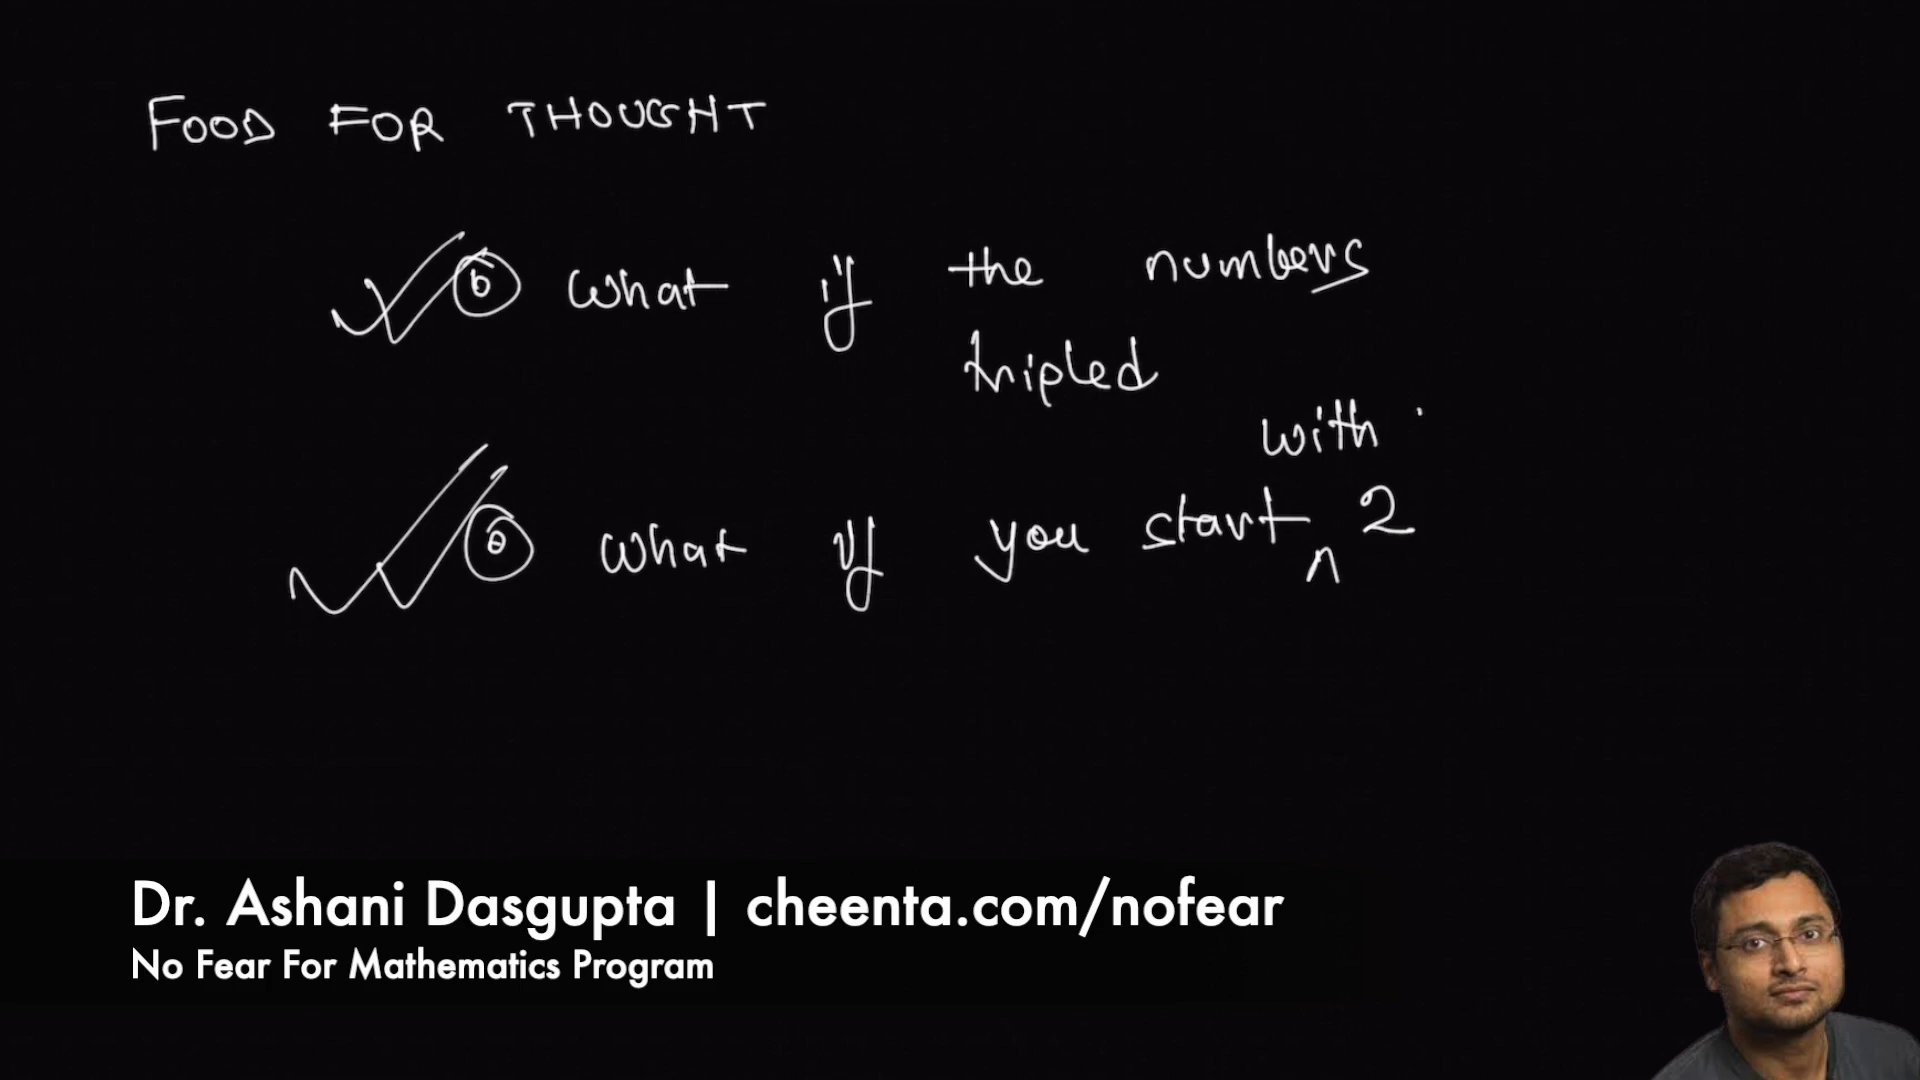 FOOD FOR THOUGHT
What if the numbers
tripled
with
What if you start ^ 2
Dr. Ashani Dasgupta | cheenta.com/nofear
No Fear For Mathematics Program